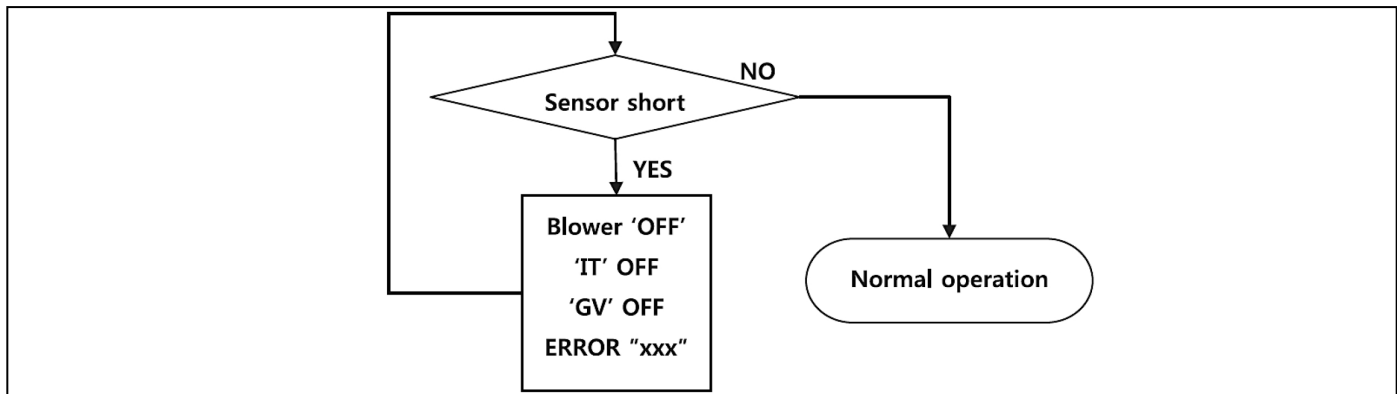 NO
Sensor short
YES
Blower ‘OFF’
‘IT’ OFF
‘GV’ OFF
ERROR “xxx”
Normal operation